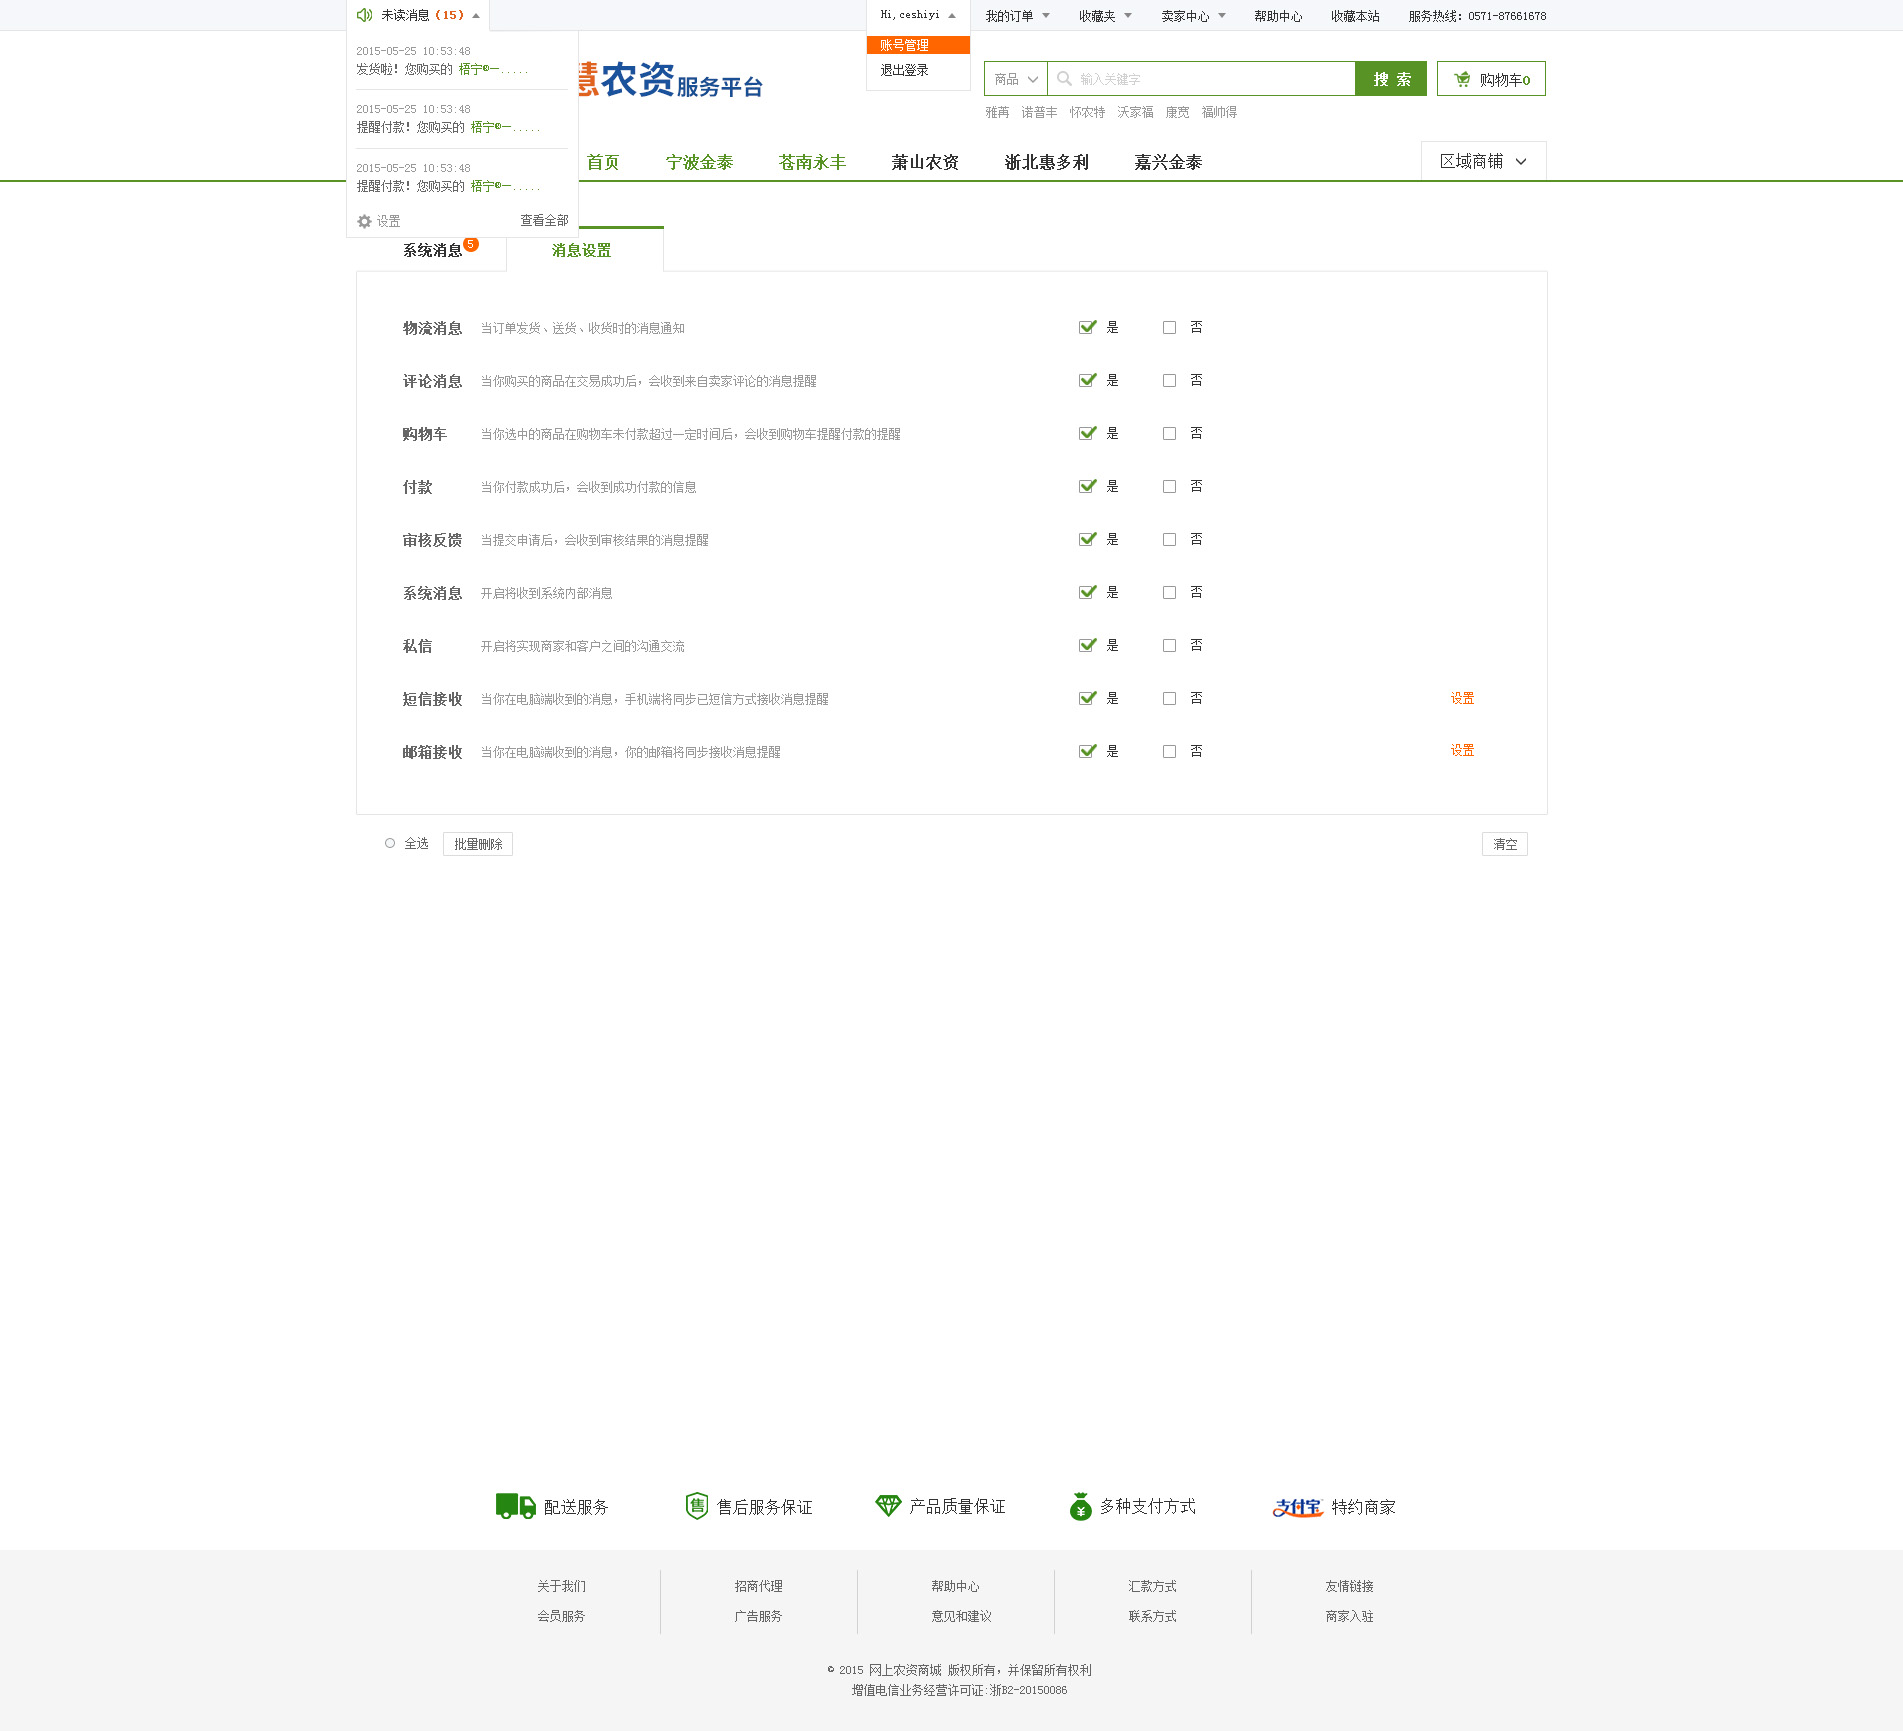 未读消息（15）
Hi, ceshiyi
我的订单
收藏夹
卖家中心
帮助中心
收藏本站
服务热线：0571-87661678
账号管理
退出登录
2015-05-25 10:53:48
发货啦！您购买的 梧宁®一.....
2015-05-25 10:53:48
提醒付款！您购买的 梧宁®一.....
2015-05-25 10:53:48
提醒付款！您购买的 梧宁®一.....
设置
查看全部
慧农资服务平台
商品
输入关键字
搜 索
购物车0
雅苒 诺普丰 怀农特 沃家福 康宽 福帅得
首页
宁波金泰
苍南永丰
萧山农资
浙北惠多利
嘉兴金泰
区域商铺
系统消息5
消息设置
物流消息 当订单发货、送货、收货时的消息通知 是 否
评论消息 当你购买的商品在交易成功后，会收到来自卖家评论的消息提醒 是 否
购物车 当你选中的商品在购物车未付款超过一定时间后，会收到购物车提醒付款的提醒 是 否
付款 当你付款成功后，会收到成功付款的信息 是 否
审核反馈 当提交申请后，会收到审核结果的消息提醒 是 否
系统消息 开启将收到系统内部消息 是 否
私信 开启将实现商家和客户之间的沟通交流 是 否
短信接收 当你在电脑端收到的消息，手机端将同步已短信方式接收消息提醒 是 否 设置
邮箱接收 当你在电脑端收到的消息，你的邮箱将同步接收消息提醒 是 否 设置
全选 批量删除 清空
配送服务
售 售后服务保证
产品质量保证
¥ 多种支付方式
支付宝 特约商家
关于我们 招商代理 帮助中心 汇款方式 友情链接
会员服务 广告服务 意见和建议 联系方式 商家入驻
© 2015 网上农资商城 版权所有，并保留所有权利
增值电信业务经营许可证:浙B2-20150086